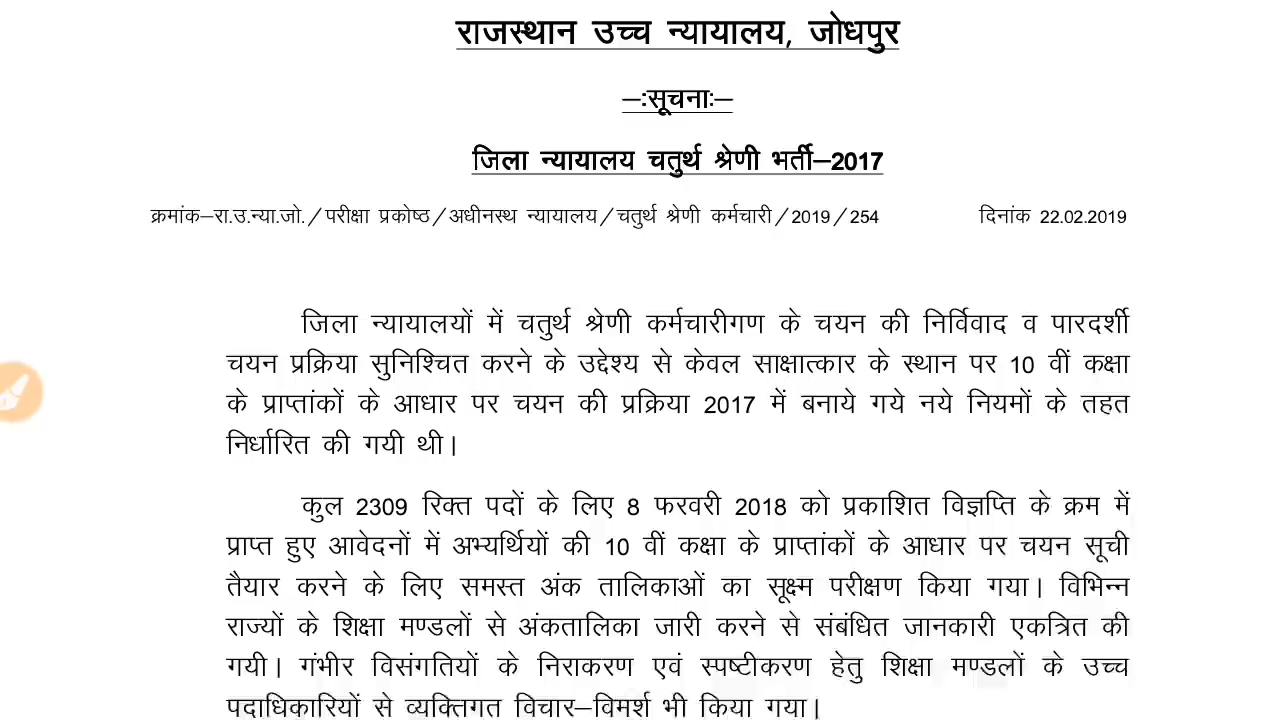 राजस्थान उच्च न्यायालय, जोधपुर
–:सूचनाः–
जिला न्यायालय चतुर्थ श्रेणी भर्ती–2017
क्रमांक–रा.उ.न्या.जो./परीक्षा प्रकोष्ठ/अधीनस्थ न्यायालय/चतुर्थ श्रेणी कर्मचारी/2019/254 दिनांक 22.02.2019
जिला न्यायालयों में चतुर्थ श्रेणी कर्मचारीगण के चयन की निर्विवाद व पारदर्शी
चयन प्रक्रिया सुनिश्चित करने के उद्देश्य से केवल साक्षात्कार के स्थान पर 10 वीं कक्षा
के प्राप्तांकों के आधार पर चयन की प्रक्रिया 2017 में बनाये गये नये नियमों के तहत
निर्धारित की गयी थी।
कुल 2309 रिक्त पदों के लिए 8 फरवरी 2018 को प्रकाशित विज्ञप्ति के क्रम में
प्राप्त हुए आवेदनों में अभ्यर्थियों की 10 वीं कक्षा के प्राप्तांकों के आधार पर चयन सूची
तैयार करने के लिए समस्त अंक तालिकाओं का सूक्ष्म परीक्षण किया गया। विभिन्न
राज्यों के शिक्षा मण्डलों से अंकतालिका जारी करने से संबंधित जानकारी एकत्रित की
गयी। गंभीर विसंगतियों के निराकरण एवं स्पष्टीकरण हेतु शिक्षा मण्डलों के उच्च
पदाधिकारियों से व्यक्तिगत विचार–विमर्श भी किया गया।